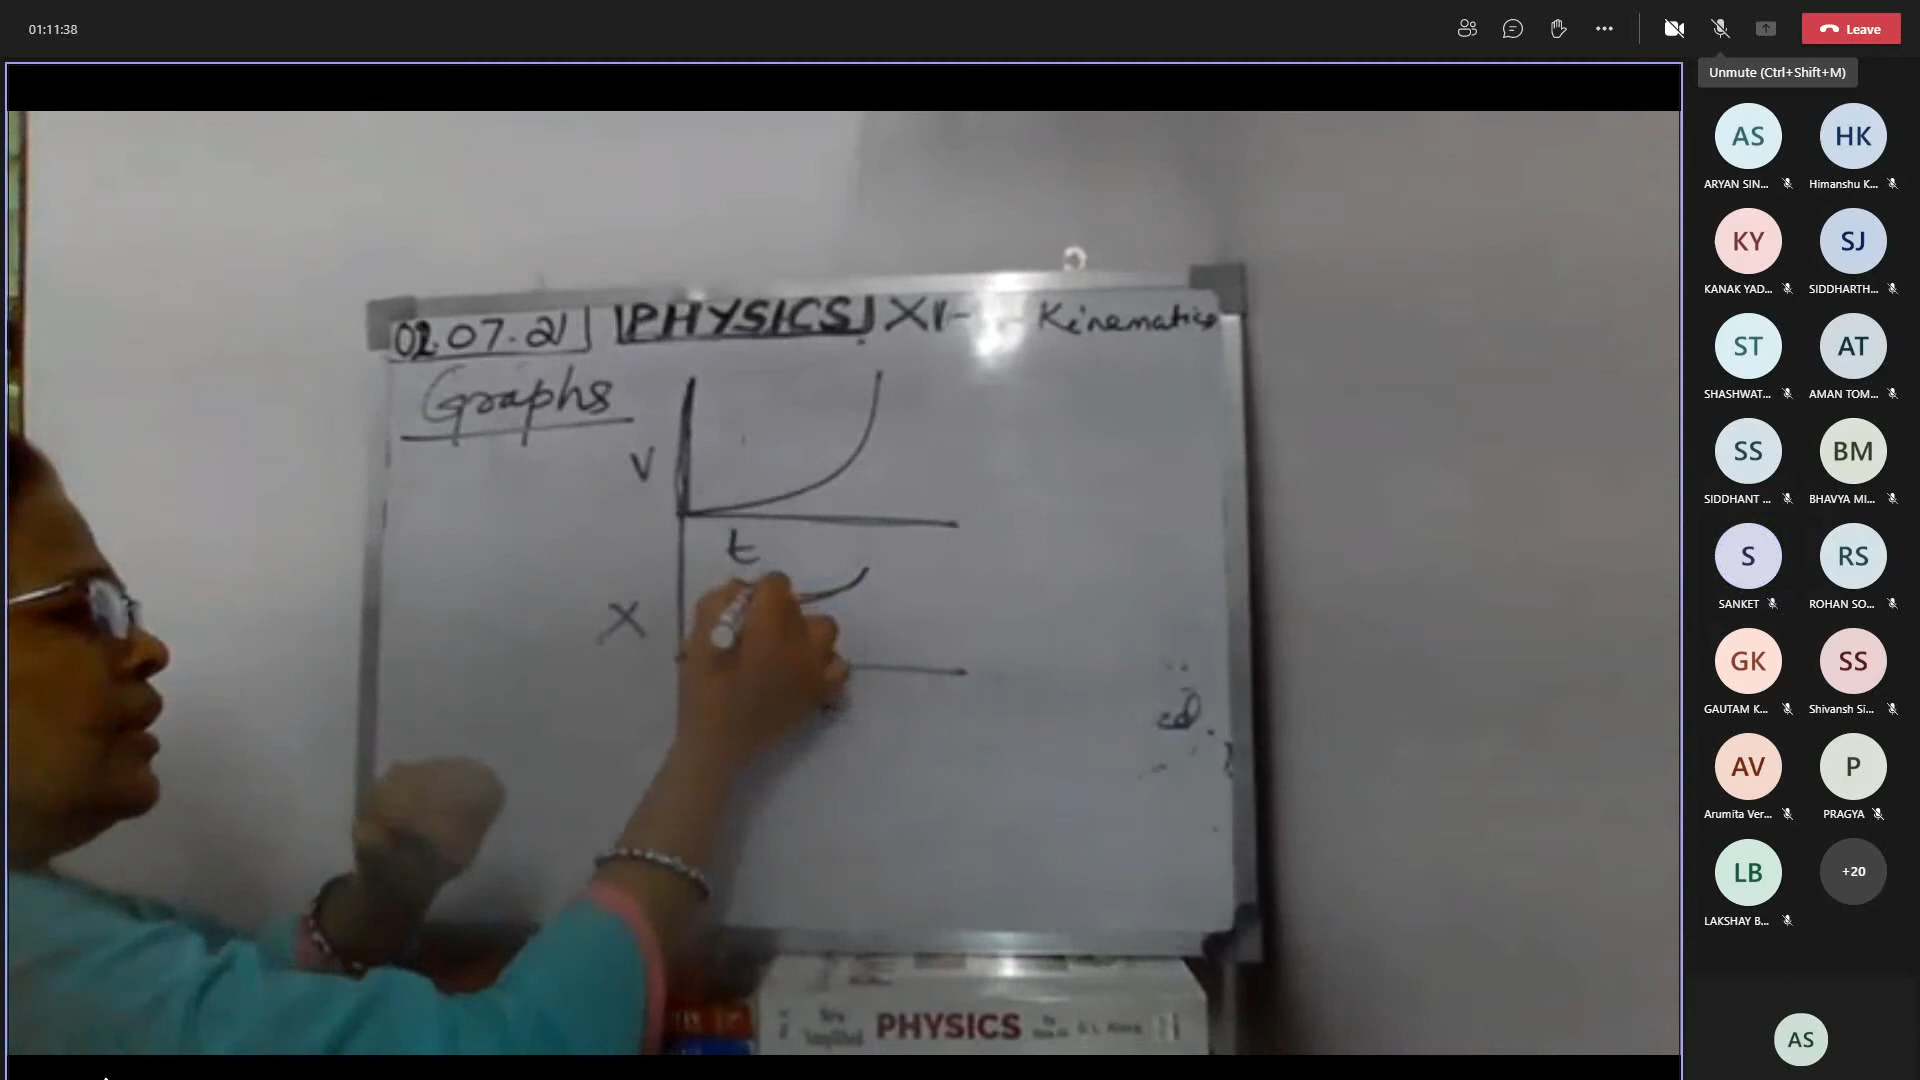 01:11:38
Leave
Unmute (Ctrl+Shift+M)
AS HK
ARYAN SIN... Himanshu K...
KY SJ
KANAK YAD... SIDDHARTH...
ST AT
SHASHWAT... AMAN TOM...
SS BM
SIDDHANT ... BHAVYA MI...
S RS
SANKET ROHAN SO...
GK SS
GAUTAM K... Shivansh Si...
AV P
Arumita Ver... PRAGYA
LB +20
LAKSHAY B...
AS
02.07.21 PHYSICS XI- Kinematics
Graphs
V
t
X
New
Simplified PHYSICS